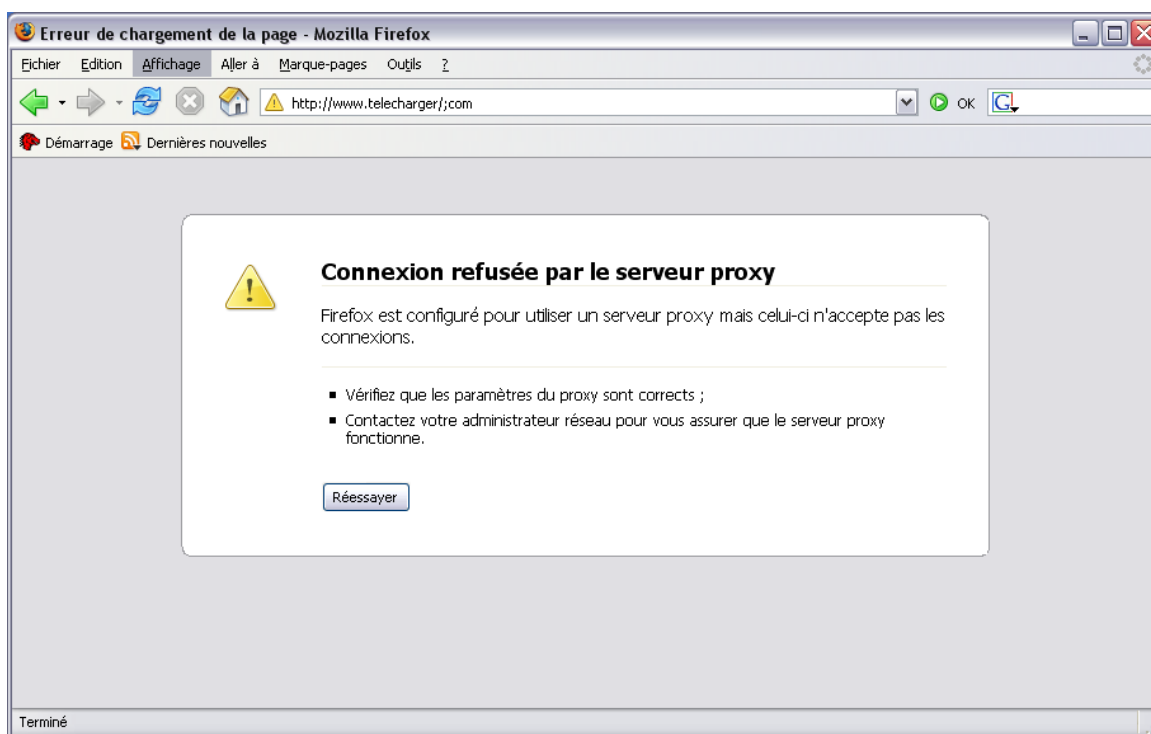 Erreur de chargement de la page - Mozilla Firefox
Fichier Edition Affichage Aller à Marque-pages Outils ?
http://www.telecharger/;com OK G
Démarrage Dernières nouvelles
Connexion refusée par le serveur proxy
Firefox est configuré pour utiliser un serveur proxy mais celui-ci n'accepte pas les
connexions.
Vérifiez que les paramètres du proxy sont corrects ;
Contactez votre administrateur réseau pour vous assurer que le serveur proxy
fonctionne.
Réessayer
Terminé